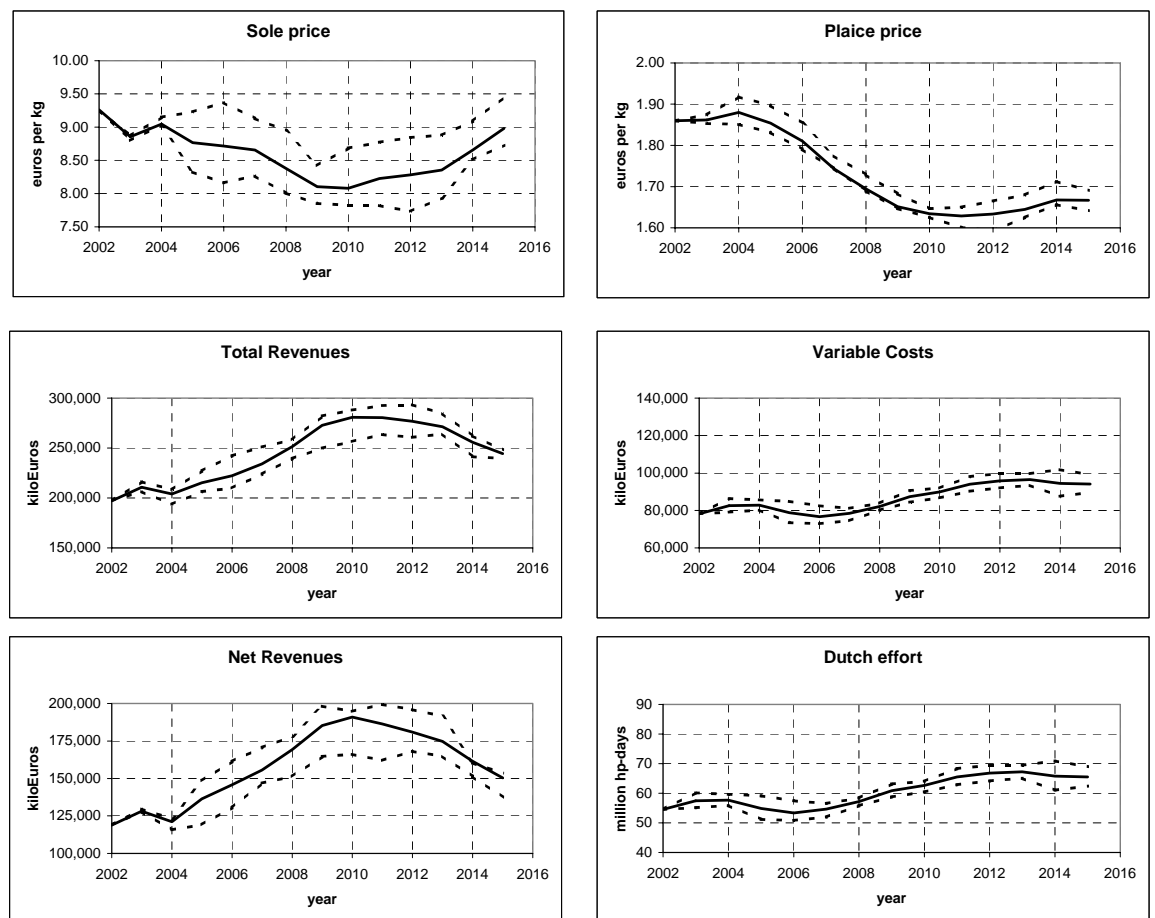 Sole price
10.00
9.50
9.00
8.50
8.00
7.50
euros per kg
2002 2004 2006 2008 2010 2012 2014 2016
year
Plaice price
2.00
1.90
1.80
1.70
1.60
euros per kg
2002 2004 2006 2008 2010 2012 2014 2016
year
Total Revenues
300,000
250,000
200,000
150,000
kiloEuros
2002 2004 2006 2008 2010 2012 2014 2016
year
Variable Costs
140,000
120,000
100,000
80,000
60,000
kiloEuros
2002 2004 2006 2008 2010 2012 2014 2016
year
Net Revenues
200,000
175,000
150,000
125,000
100,000
kiloEuros
2002 2004 2006 2008 2010 2012 2014 2016
year
Dutch effort
90
80
70
60
50
40
million hp-days
2002 2004 2006 2008 2010 2012 2014 2016
year